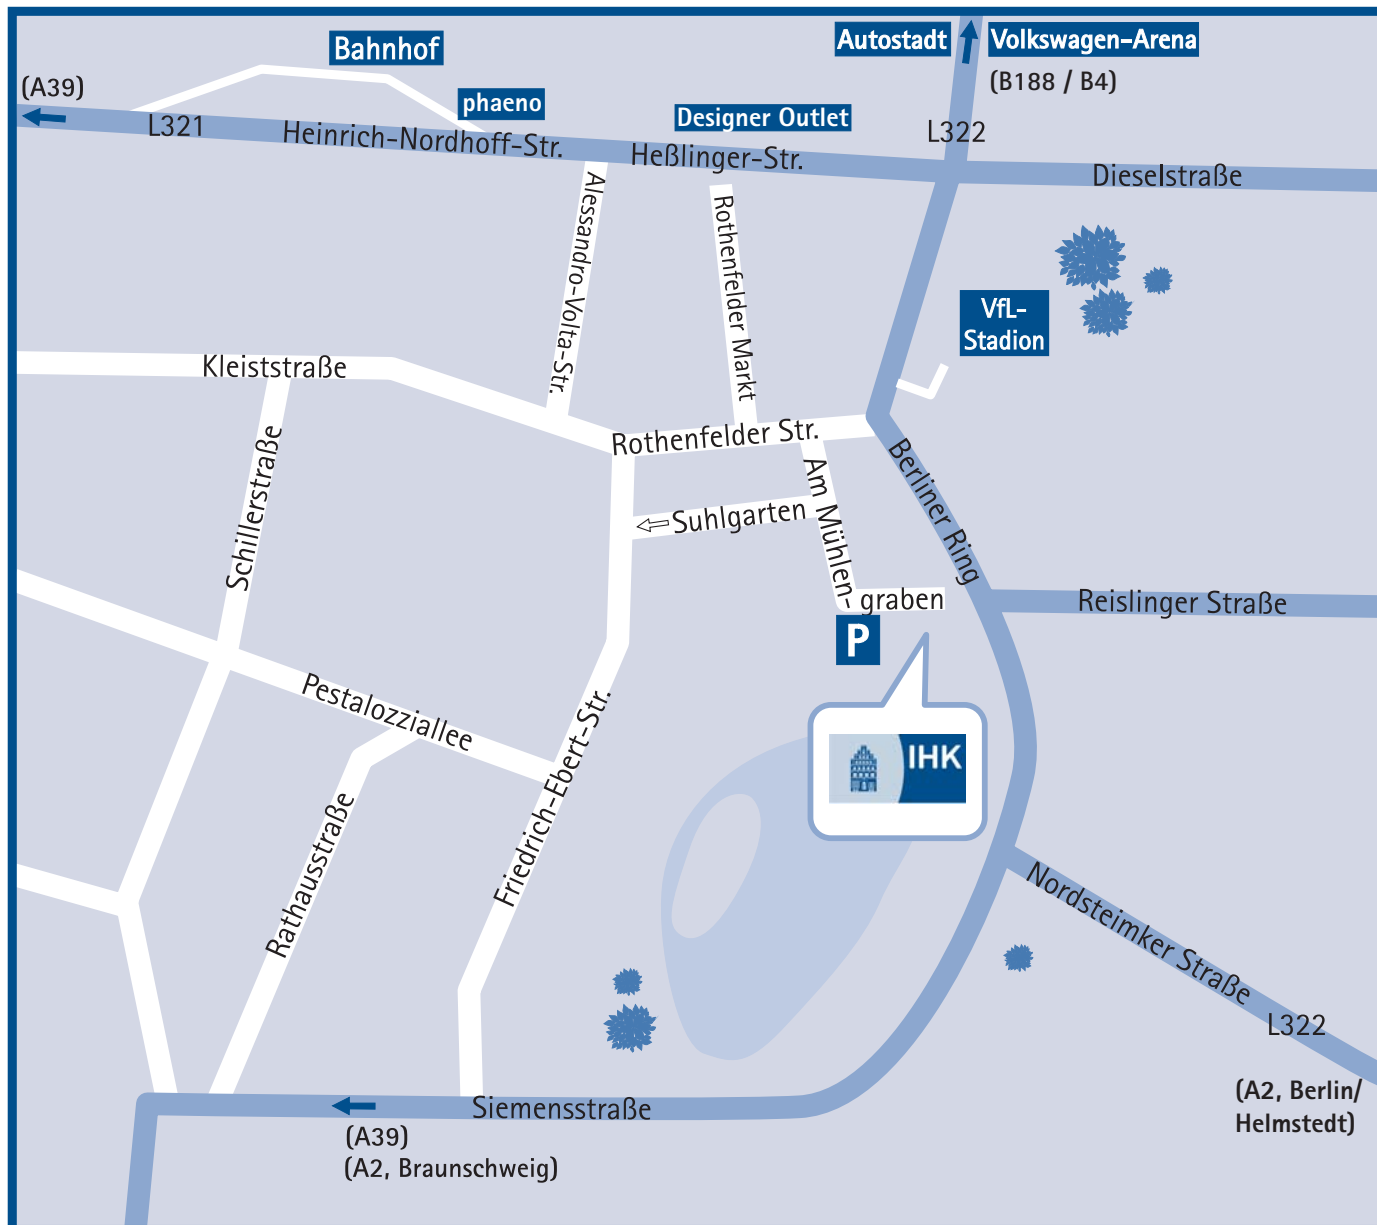 Autostadt
Volkswagen-Arena
Bahnhof
(B188 / B4)
(A39)
phaeno
Designer Outlet
L321
Heinrich-Nordhoff-Str.
Heßlinger-Str.
L322
Dieselstraße
Alessandro-Volta-Str.
Rothenfelder Markt
VfL-
Stadion
Kleiststraße
Rothenfelder Str.
Schillerstraße
Suhlgarten
Am Mühlen-
graben
Berliner Ring
Reislinger Straße
P
Pestalozziallee
Friedrich-Ebert-Str.
IHK
Rathausstraße
Nordsteimker Straße
L322
(A2, Berlin/
Helmstedt)
Siemensstraße
(A39)
(A2, Braunschweig)